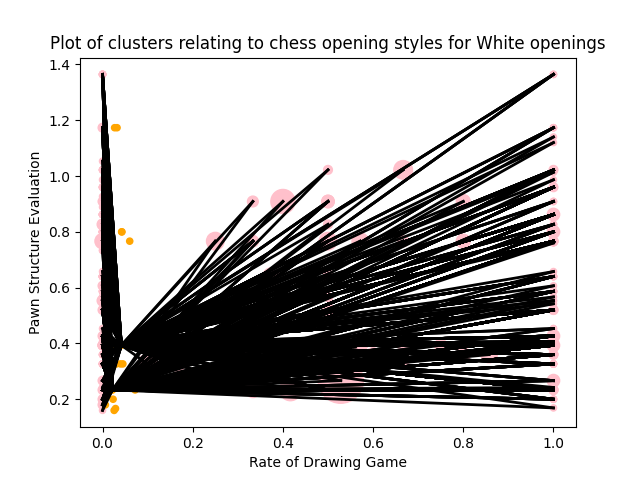 Plot of clusters relating to chess opening styles for White openings
1.4
1.2
1.0
0.8
0.6
0.4
0.2
Pawn Structure Evaluation
0.0 0.2 0.4 0.6 0.8 1.0
Rate of Drawing Game